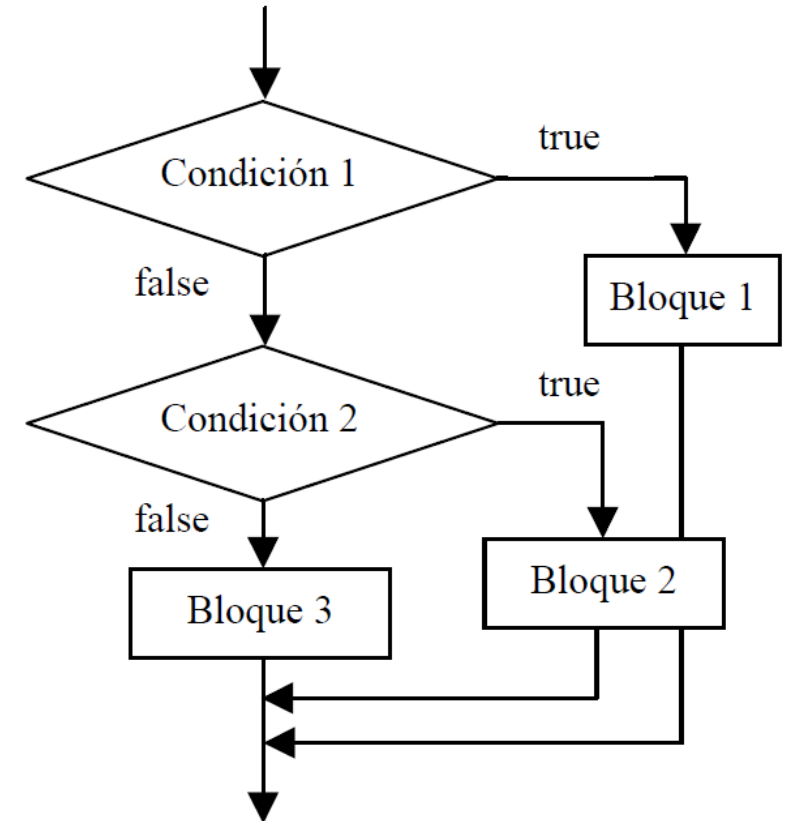 true
Condición 1
false
Bloque 1
true
Condición 2
false
Bloque 2
Bloque 3